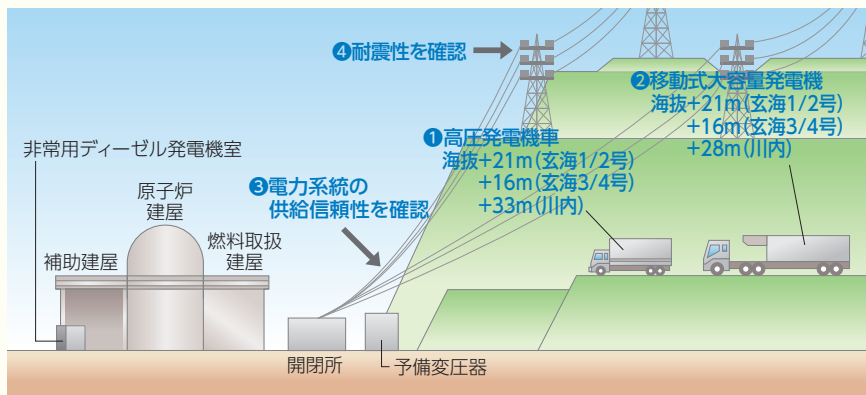 ❹耐震性を確認
❷移動式大容量発電機
海抜+21m(玄海1/2号)
+16m(玄海3/4号)
+28m(川内)
❶高圧発電機車
海抜+21m(玄海1/2号)
+16m(玄海3/4号)
+33m(川内)
❸電力系統の
供給信頼性を確認
非常用ディーゼル発電機室
原子炉
建屋
補助建屋
燃料取扱
建屋
開閉所
予備変圧器